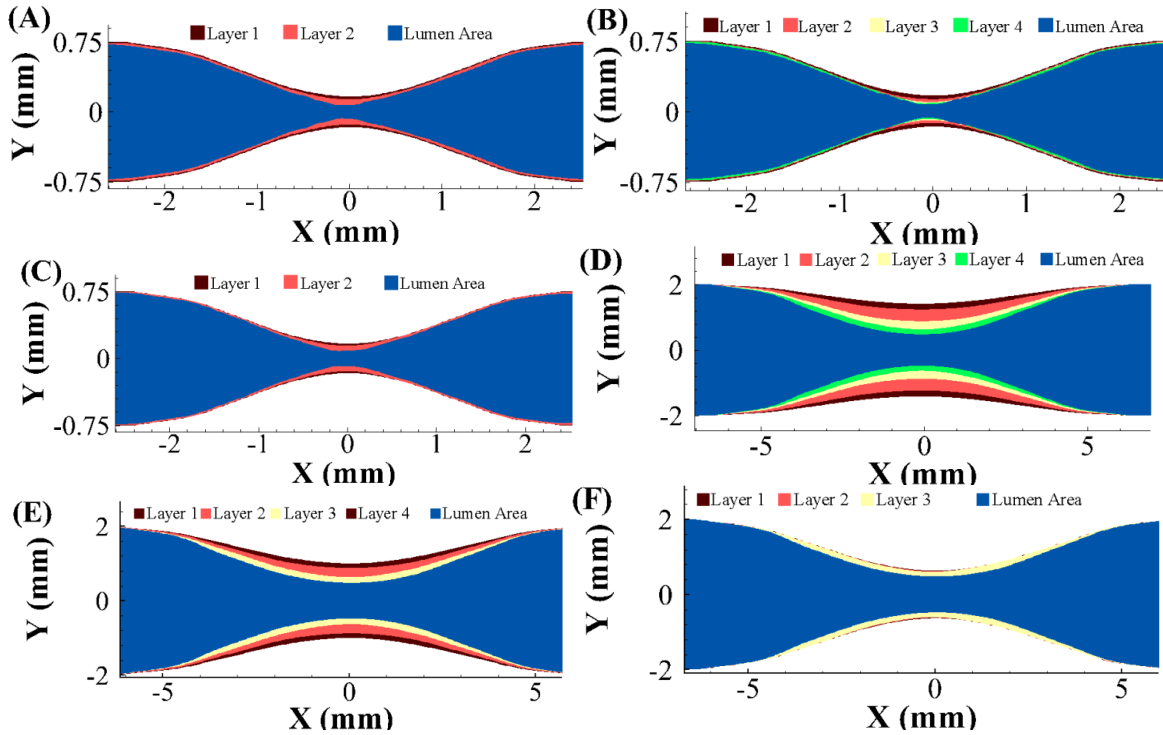 (A)
Layer 1 Layer 2 Lumen Area
0.75
0
-0.75
Y (mm)
-2 -1 0 1 2
X (mm)
(B)
Layer 1 Layer 2 Layer 3 Layer 4 Lumen Area
0.75
0
-0.75
Y (mm)
-2 -1 0 1 2
X (mm)
(C)
Layer 1 Layer 2 Lumen Area
0.75
0
-0.75
Y (mm)
-2 -1 0 1 2
X (mm)
(D)
Layer 1 Layer 2 Layer 3 Layer 4 Lumen Area
2
0
-2
Y (mm)
-5 0 5
X (mm)
(E)
Layer 1 Layer 2 Layer 3 Layer 4 Lumen Area
2
0
-2
Y (mm)
-5 0 5
X (mm)
(F)
Layer 1 Layer 2 Layer 3 Lumen Area
2
0
-2
Y (mm)
-5 0 5
X (mm)